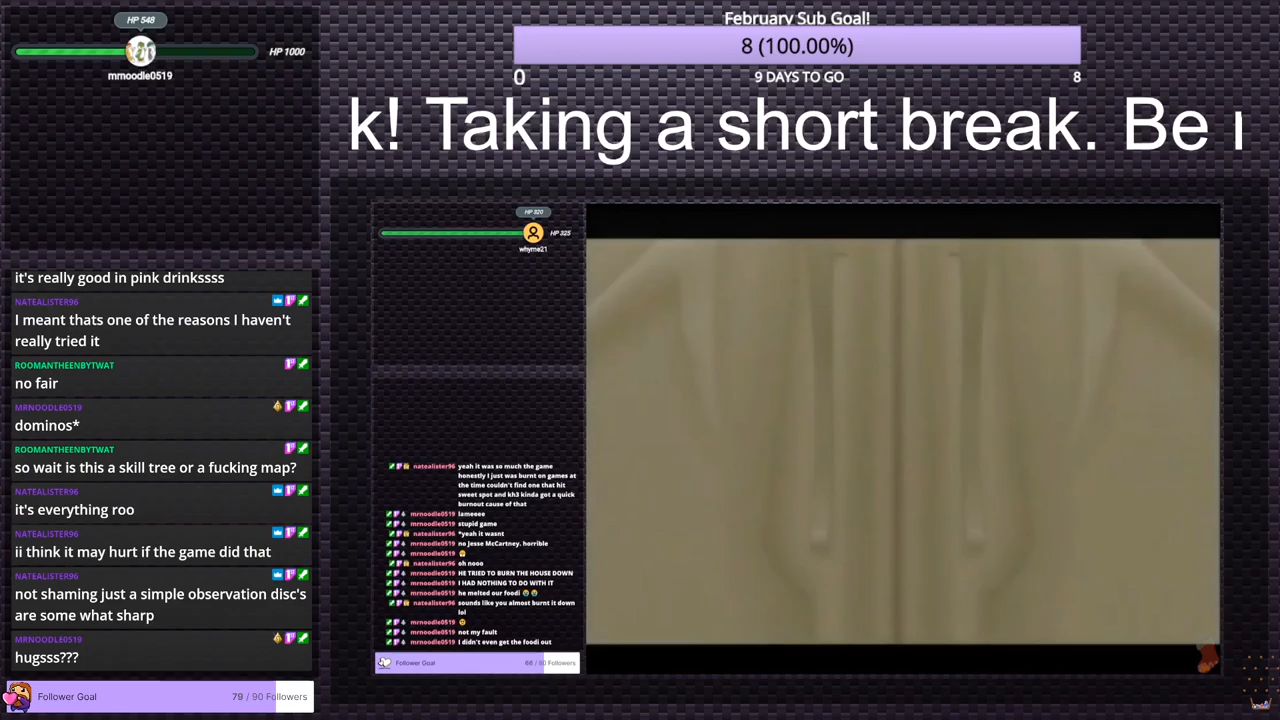 HP 548
HP 1000
mrnoodle0519
February Sub Goal!
8 (100.00%)
0
9 DAYS TO GO
8
k! Taking a short break. Be
it's really good in pink drinkssss
NATEALISTER96
I meant thats one of the reasons I haven't
really tried it
ROOMANTHEENBYTWAT
no fair
MRNOODLE0519
dominos*
ROOMANTHEENBYTWAT
so wait is this a skill tree or a fucking map?
NATEALISTER96
it's everything roo
NATEALISTER96
ii think it may hurt if the game did that
NATEALISTER96
not shaming just a simple observation disc's
are some what sharp
MRNOODLE0519
hugsss???
Follower Goal
79 / 90 Followers
HP 320
HP 325
whyme21
natealister96 yeah it was so much the game
honestly I just was burnt on games at
the time couldn't find one that hit
sweet spot and kh3 kinda got a quick
burnout cause of that
mrnoodle0519 lameeee
mrnoodle0519 stupid game
natealister96 *yeah it wasnt
mrnoodle0519 no Jesse McCartney. horrible
mrnoodle0519
natealister96 oh nooo
mrnoodle0519 HE TRIED TO BURN THE HOUSE DOWN
mrnoodle0519 I HAD NOTHING TO DO WITH IT
mrnoodle0519 he melted our foodi
natealister96 sounds like you almost burnt it down
lol
mrnoodle0519
mrnoodle0519 not my fault
mrnoodle0519 I didn't even get the foodi out
Follower Goal
66 / 80 Followers